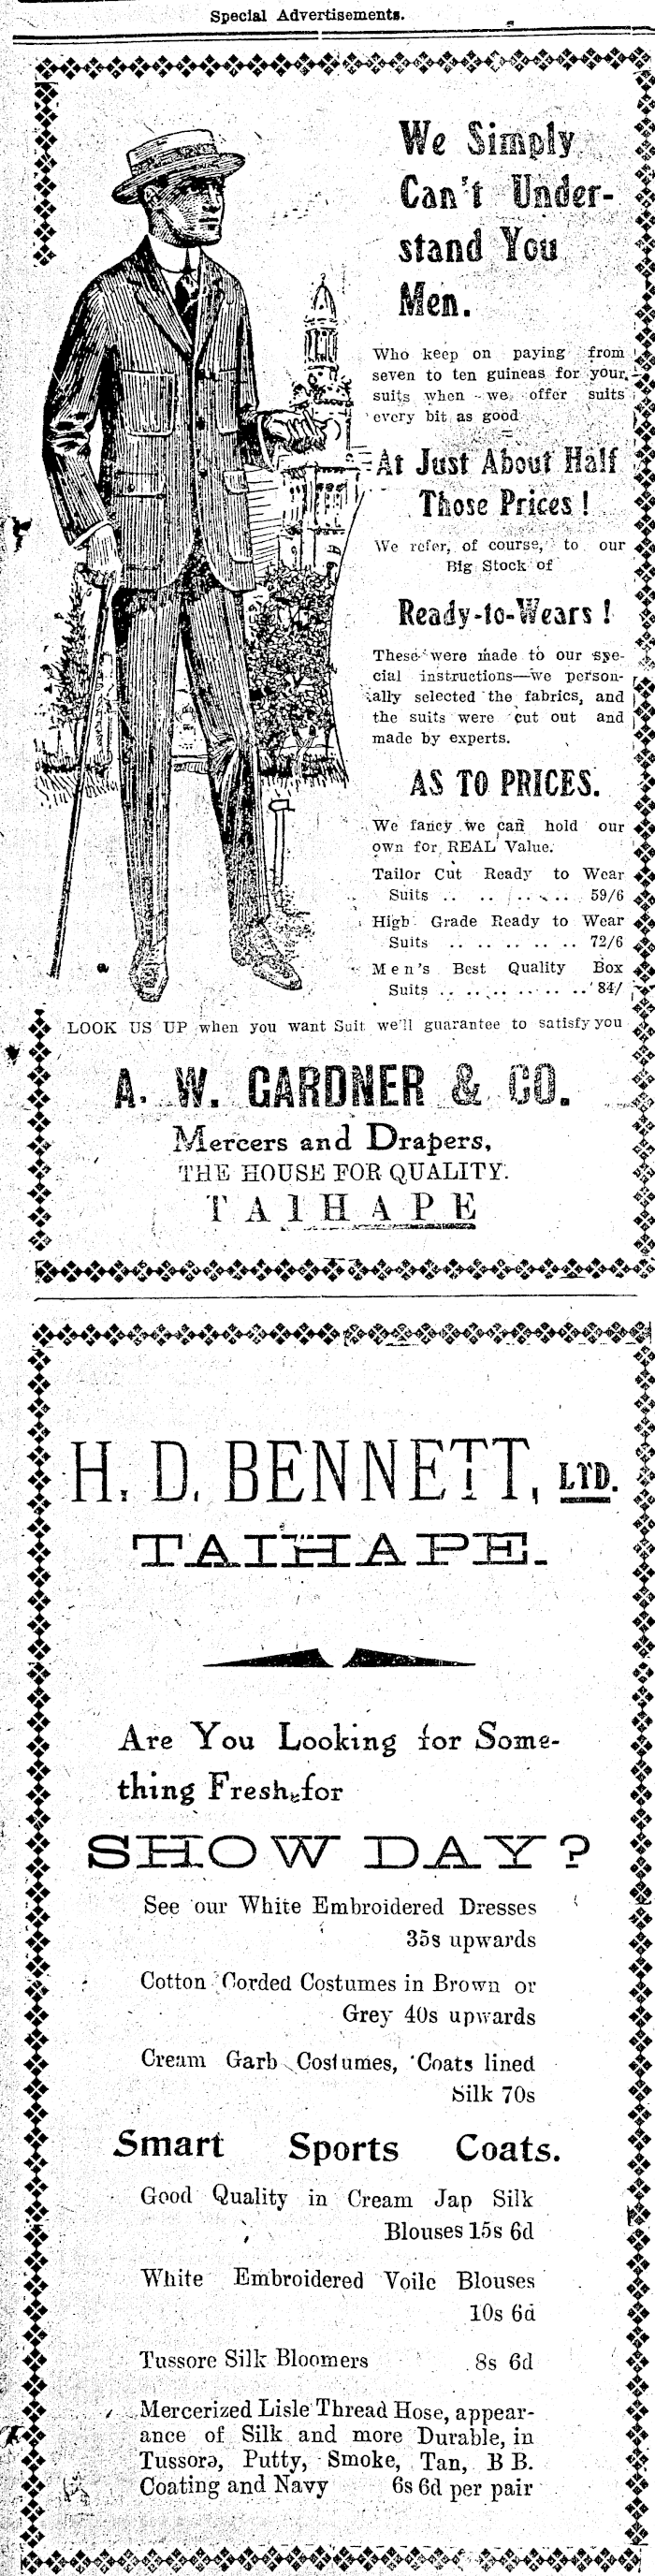 Special Advertisements.
We Simply
Can't Under-
stand You
Men.
Who keep on paying from
seven to ten guineas for your
suits when we offer suits
every bit as good
At Just About Half
Those Prices !
We refer, of course, to our
Big Stock of
Ready-to-Wears !
These were made to our spe-
cial instructions—we person-
ally selected the fabrics, and
the suits were cut out and
made by experts.
AS TO PRICES.
We fancy we can hold our
own for REAL Value.
Tailor Cut Ready to Wear
Suits .. .. .. .. .. 59/6
High Grade Ready to Wear
Suits .. .. .. .. .. .. 72/6
Men's Best Quality Box
Suits .. .. .. .. .. .. 84/
LOOK US UP when you want Suit we'll guarantee to satisfy you
A. W. GARDNER & CO.
Mercers and Drapers,
THE HOUSE FOR QUALITY.
TAIHAPE
H. D. BENNETT, LTD.
TAIHAPE.
Are You Looking for Some-
thing Fresh for
SHOW DAY?
See our White Embroidered Dresses
35s upwards
Cotton Corded Costumes in Brown or
Grey 40s upwards
Cream Garb Costumes, Coats lined
Silk 70s
Smart Sports Coats.
Good Quality in Cream Jap Silk
Blouses 15s 6d
White Embroidered Voile Blouses
10s 6d
Tussore Silk Bloomers 8s 6d
Mercerized Lisle Thread Hose, appear-
ance of Silk and more Durable, in
Tussora, Putty, Smoke, Tan, B B.
Coating and Navy 6s 6d per pair